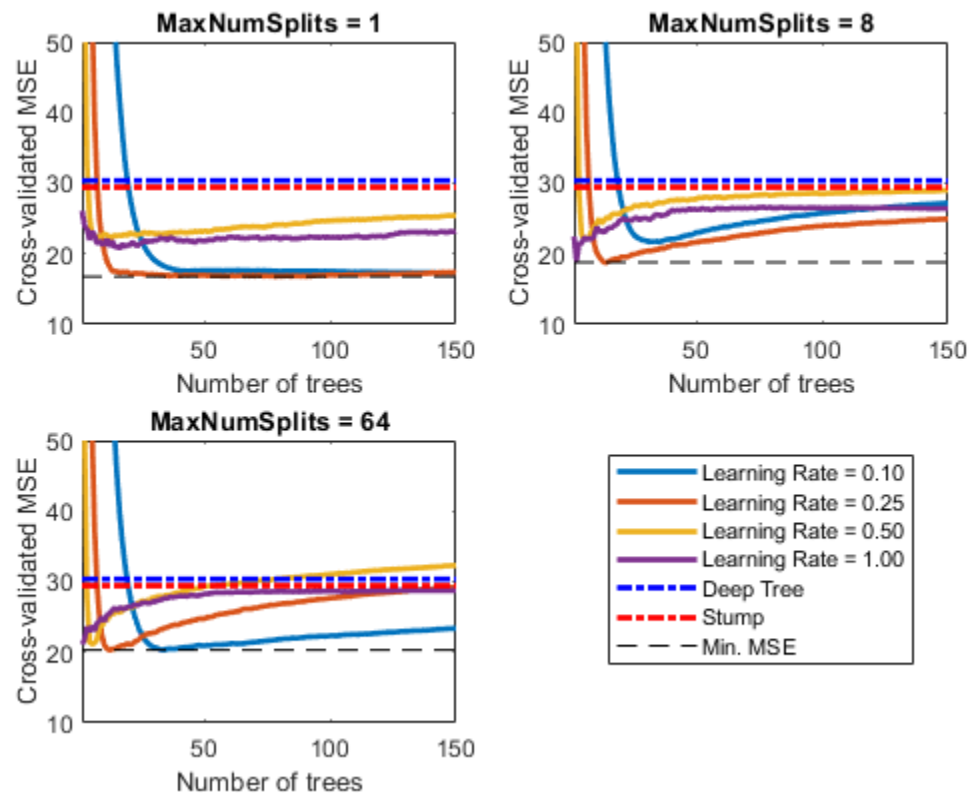 MaxNumSplits = 1
50
40
30
20
10
Cross-validated MSE
50
100
150
Number of trees
MaxNumSplits = 8
50
40
30
20
10
Cross-validated MSE
50
100
150
Number of trees
MaxNumSplits = 64
50
40
30
20
10
Cross-validated MSE
50
100
150
Number of trees
Learning Rate = 0.10
Learning Rate = 0.25
Learning Rate = 0.50
Learning Rate = 1.00
Deep Tree
Stump
Min. MSE